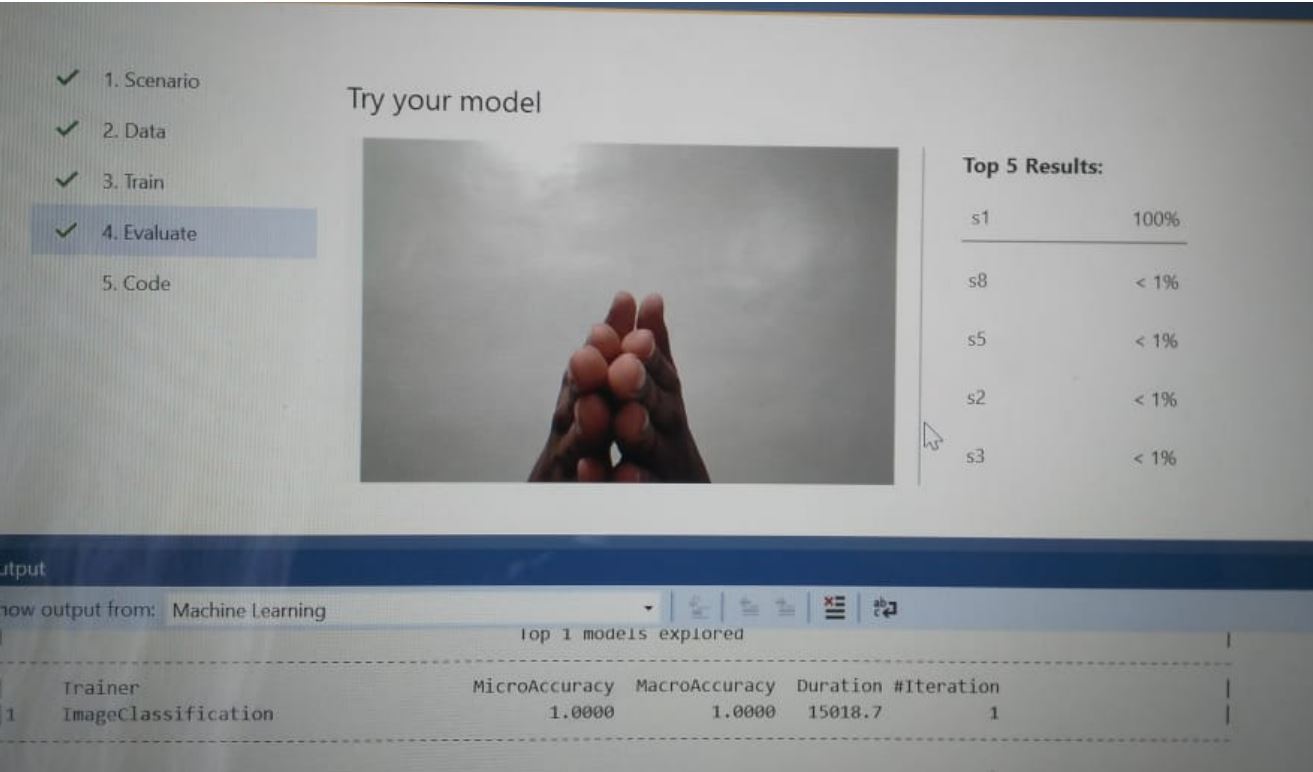 1. Scenario
2. Data
3. Train
4. Evaluate
5. Code
Try your model
Top 5 Results:
s1 100%
s8 < 1%
s5 < 1%
s2 < 1%
s3 < 1%
utput
how output from: Machine Learning
Top 1 models explored
Trainer MicroAccuracy MacroAccuracy Duration #Iteration
1 ImageClassification 1.0000 1.0000 15018.7 1